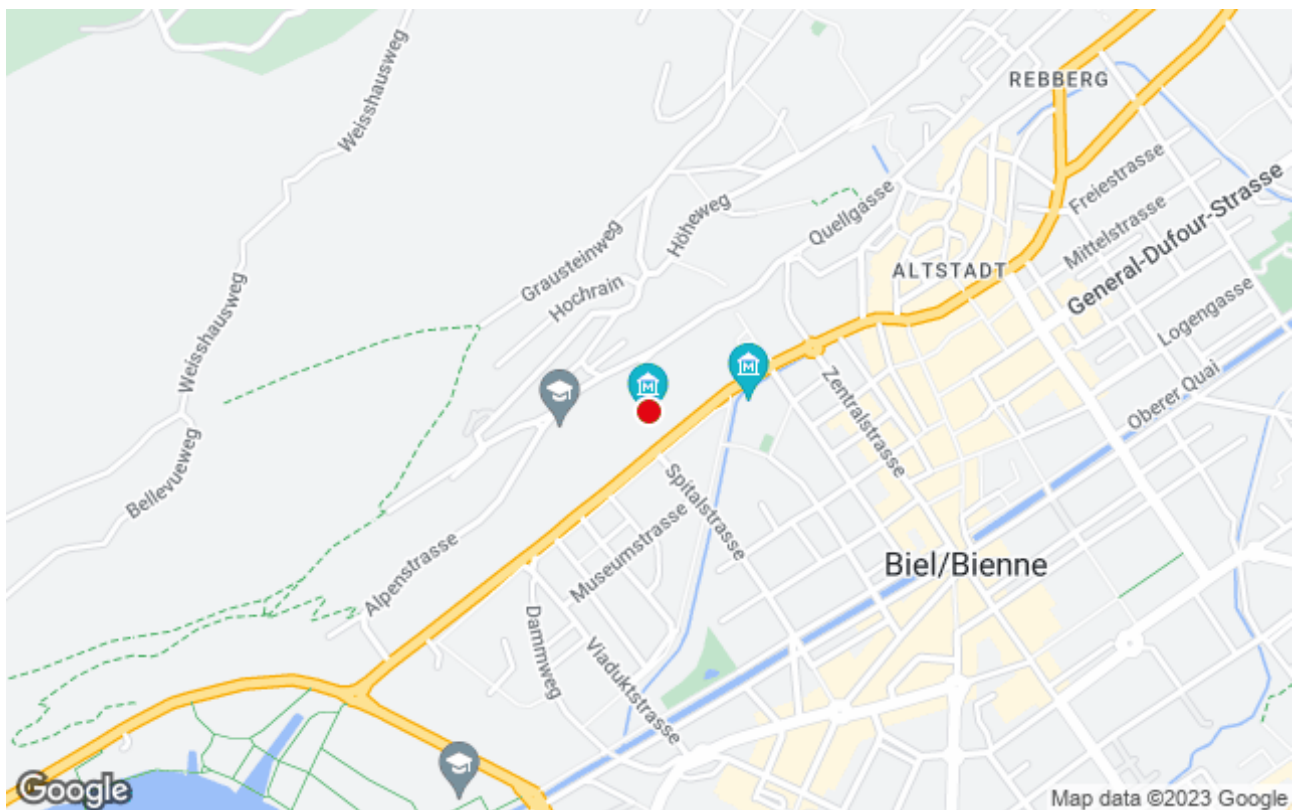 REBBERG
Weisshausweg
Freiestrasse
Mittelstrasse
General-Dufour-Strasse
Quellgasse
Höheweg
Grausteinweg
Hochrain
ALTSTADT
Logengasse
Weisshausweg
M
M
Zentralstrasse
Oberer Quai
Bellevueweg
Spitalstrasse
Museumstrasse
Alpenstrasse
Biel/Bienne
Dammweg
Viaduktstrasse
Google
Map data ©2023 Google